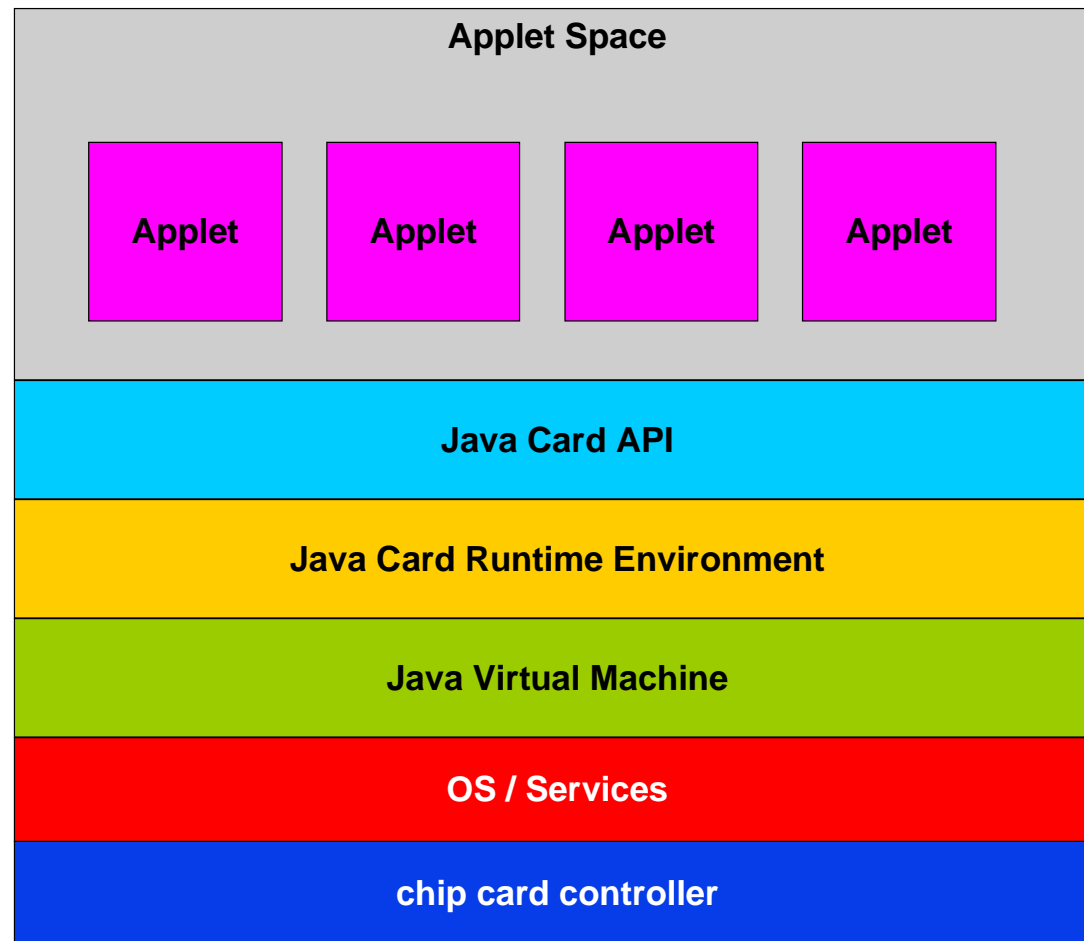 Applet Space
Applet Applet Applet Applet
Java Card API
Java Card Runtime Environment
Java Virtual Machine
OS / Services
chip card controller